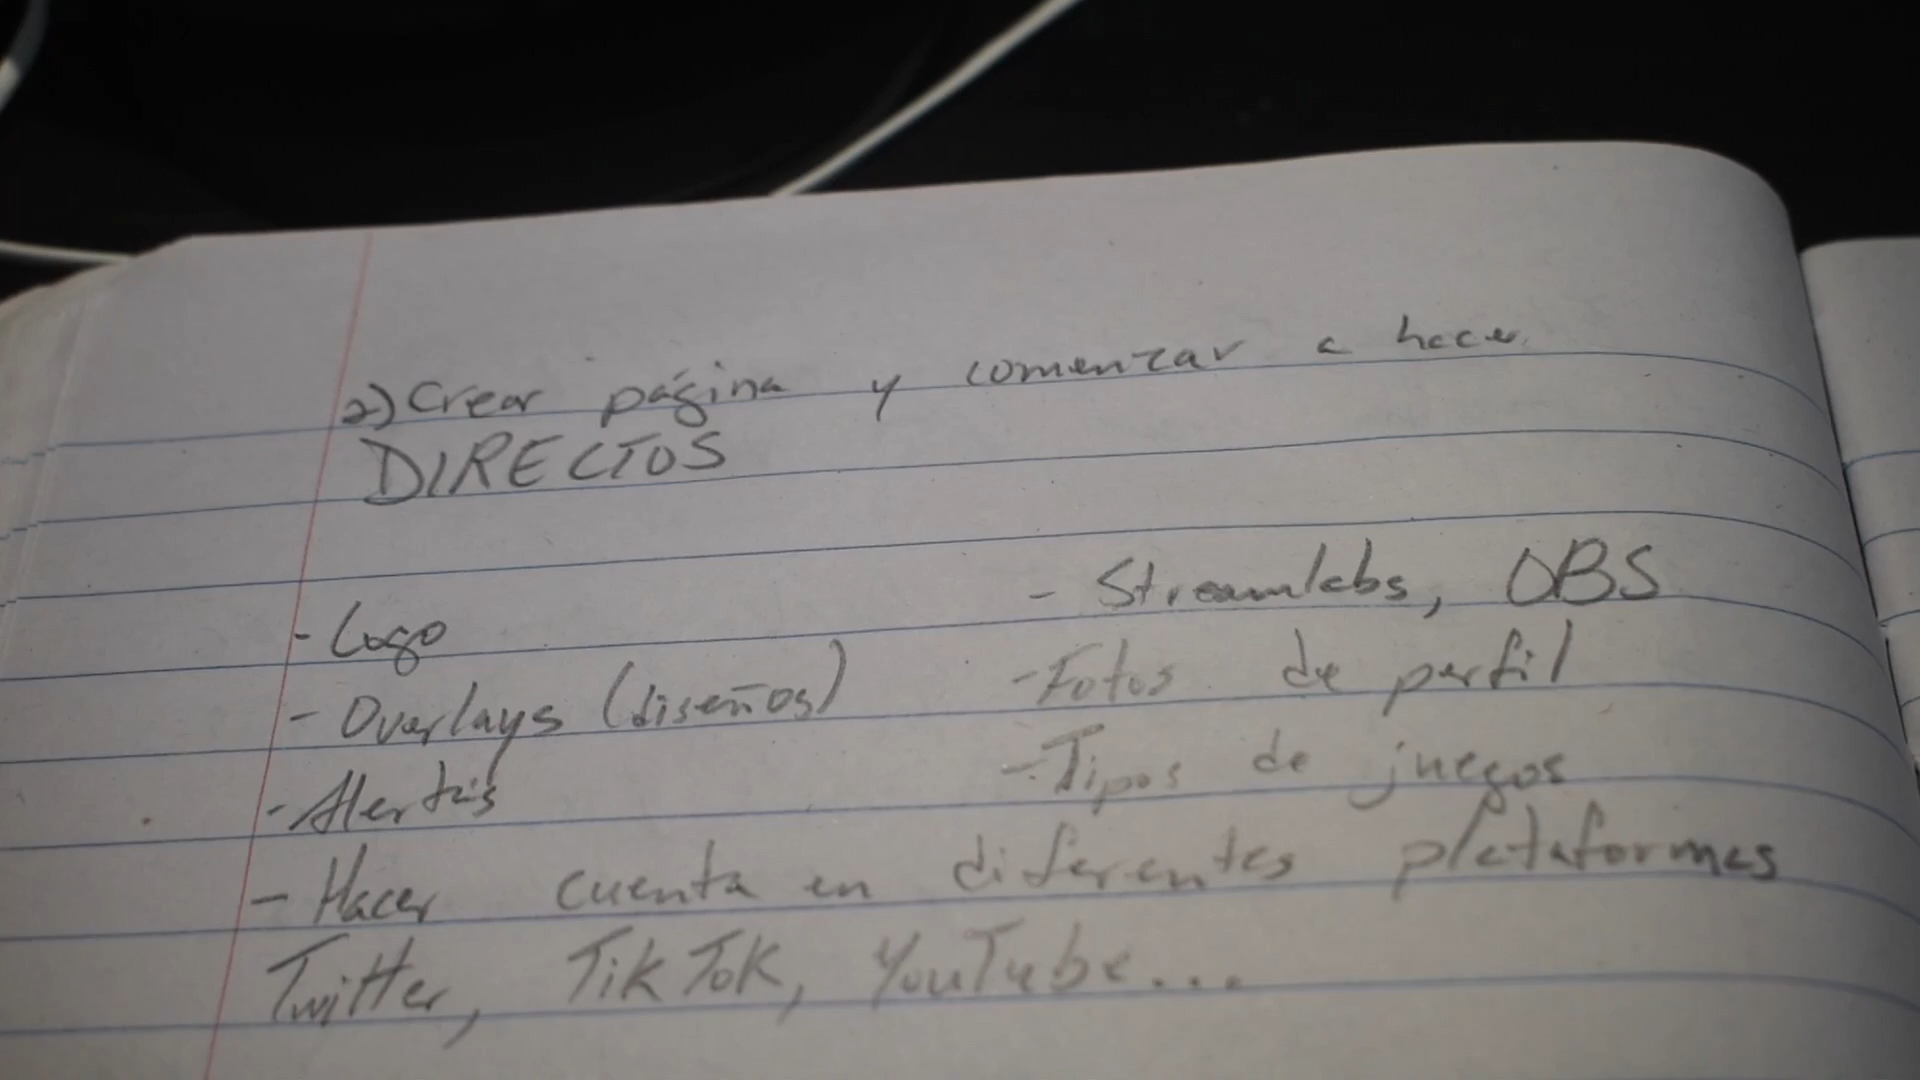 2) Crear página y comenzar a hacer
DIRECTOS
- Logo
- Overlays (diseños)
- Alertas
- Streamlabs, OBS
- Fotos de perfil
- Tipos de juegos
- Hacer cuenta en diferentes plataformas
Twitter, TikTok, YouTube...